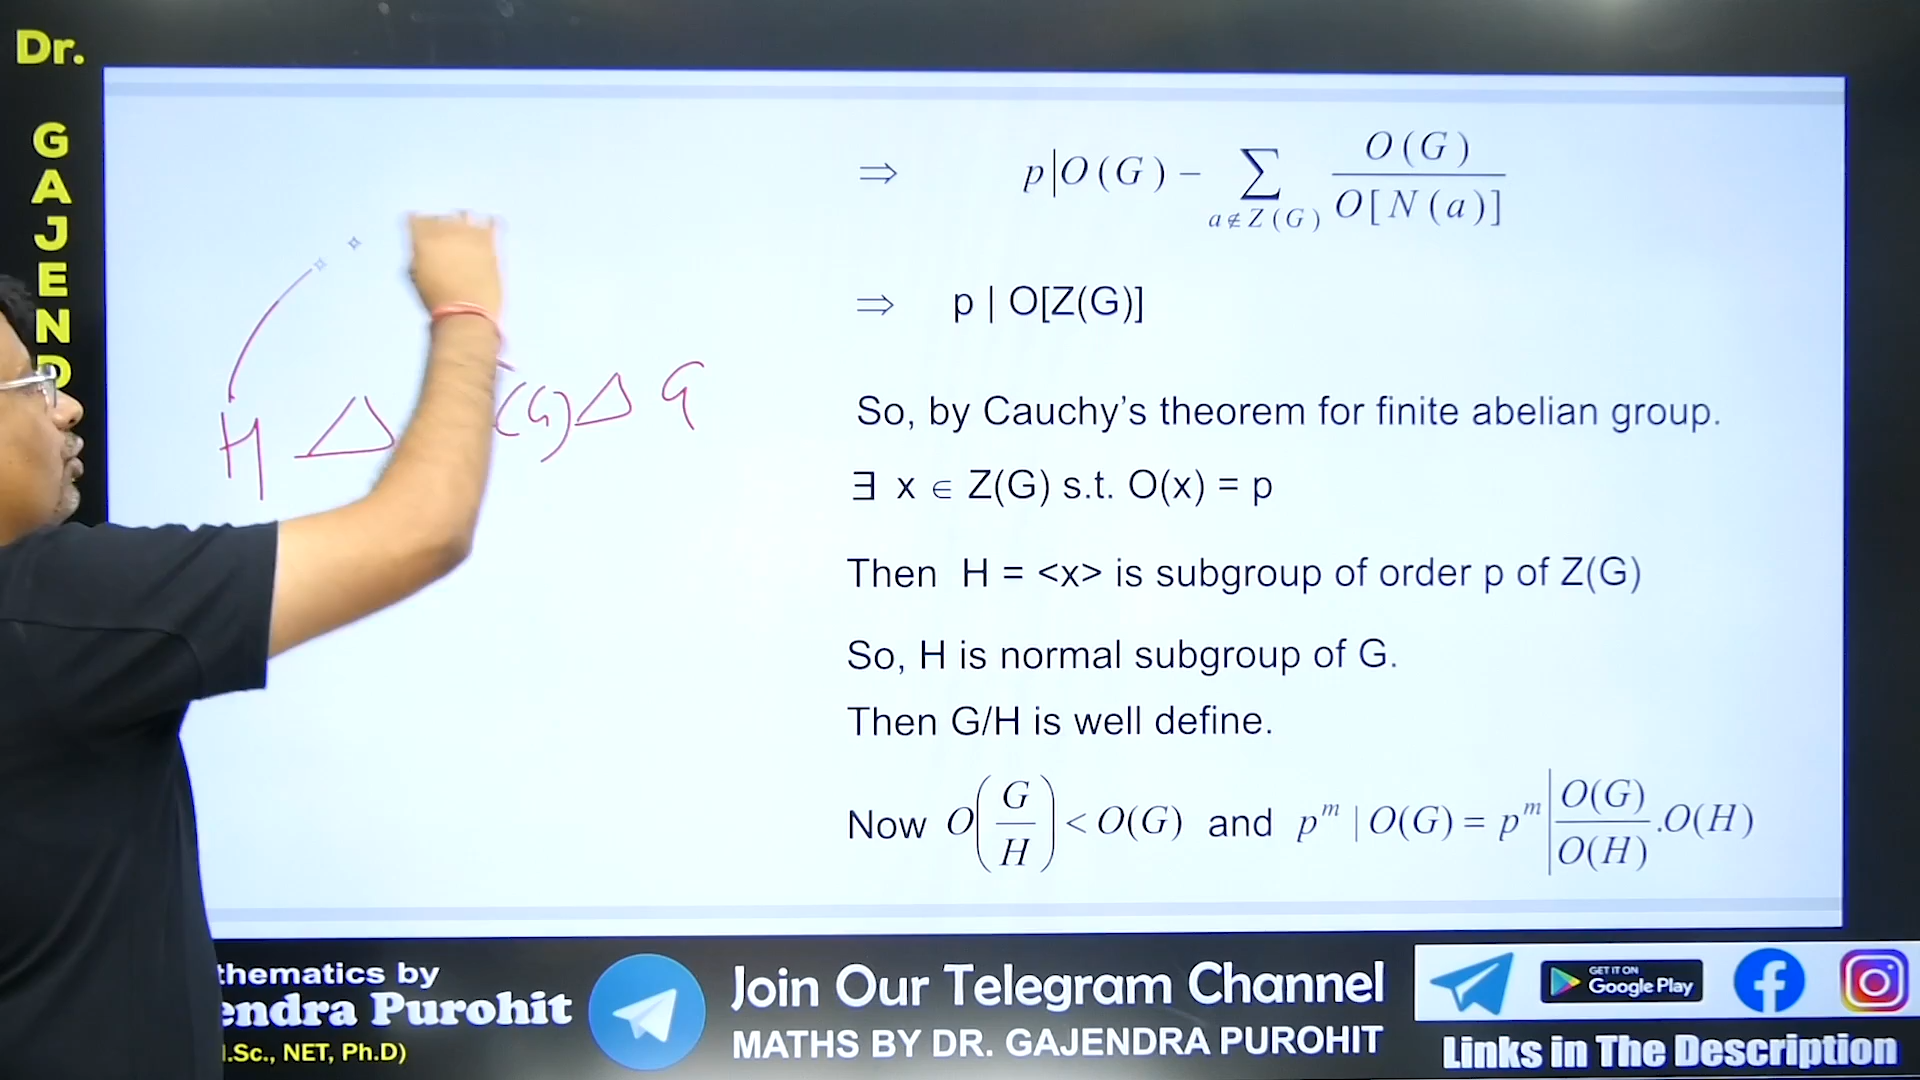 Dr.
GAJEND
⇒ p|O(G) − ∑_{a∉Z(G)} O(G)/O[N(a)]
⇒ p | O[Z(G)]
So, by Cauchy's theorem for finite abelian group.
∃ x ∈ Z(G) s.t. O(x) = p
Then H = <x> is subgroup of order p of Z(G)
So, H is normal subgroup of G.
Then G/H is well define.
Now O(G/H) < O(G) and p^m | O(G) = p^m | O(G)/O(H) .O(H)
H Δ (G) Δ G
thematics by
endra Purohit
.Sc., NET, Ph.D)
Join Our Telegram Channel
MATHS BY DR. GAJENDRA PUROHIT
GET IT ON
Google Play
Links in The Description